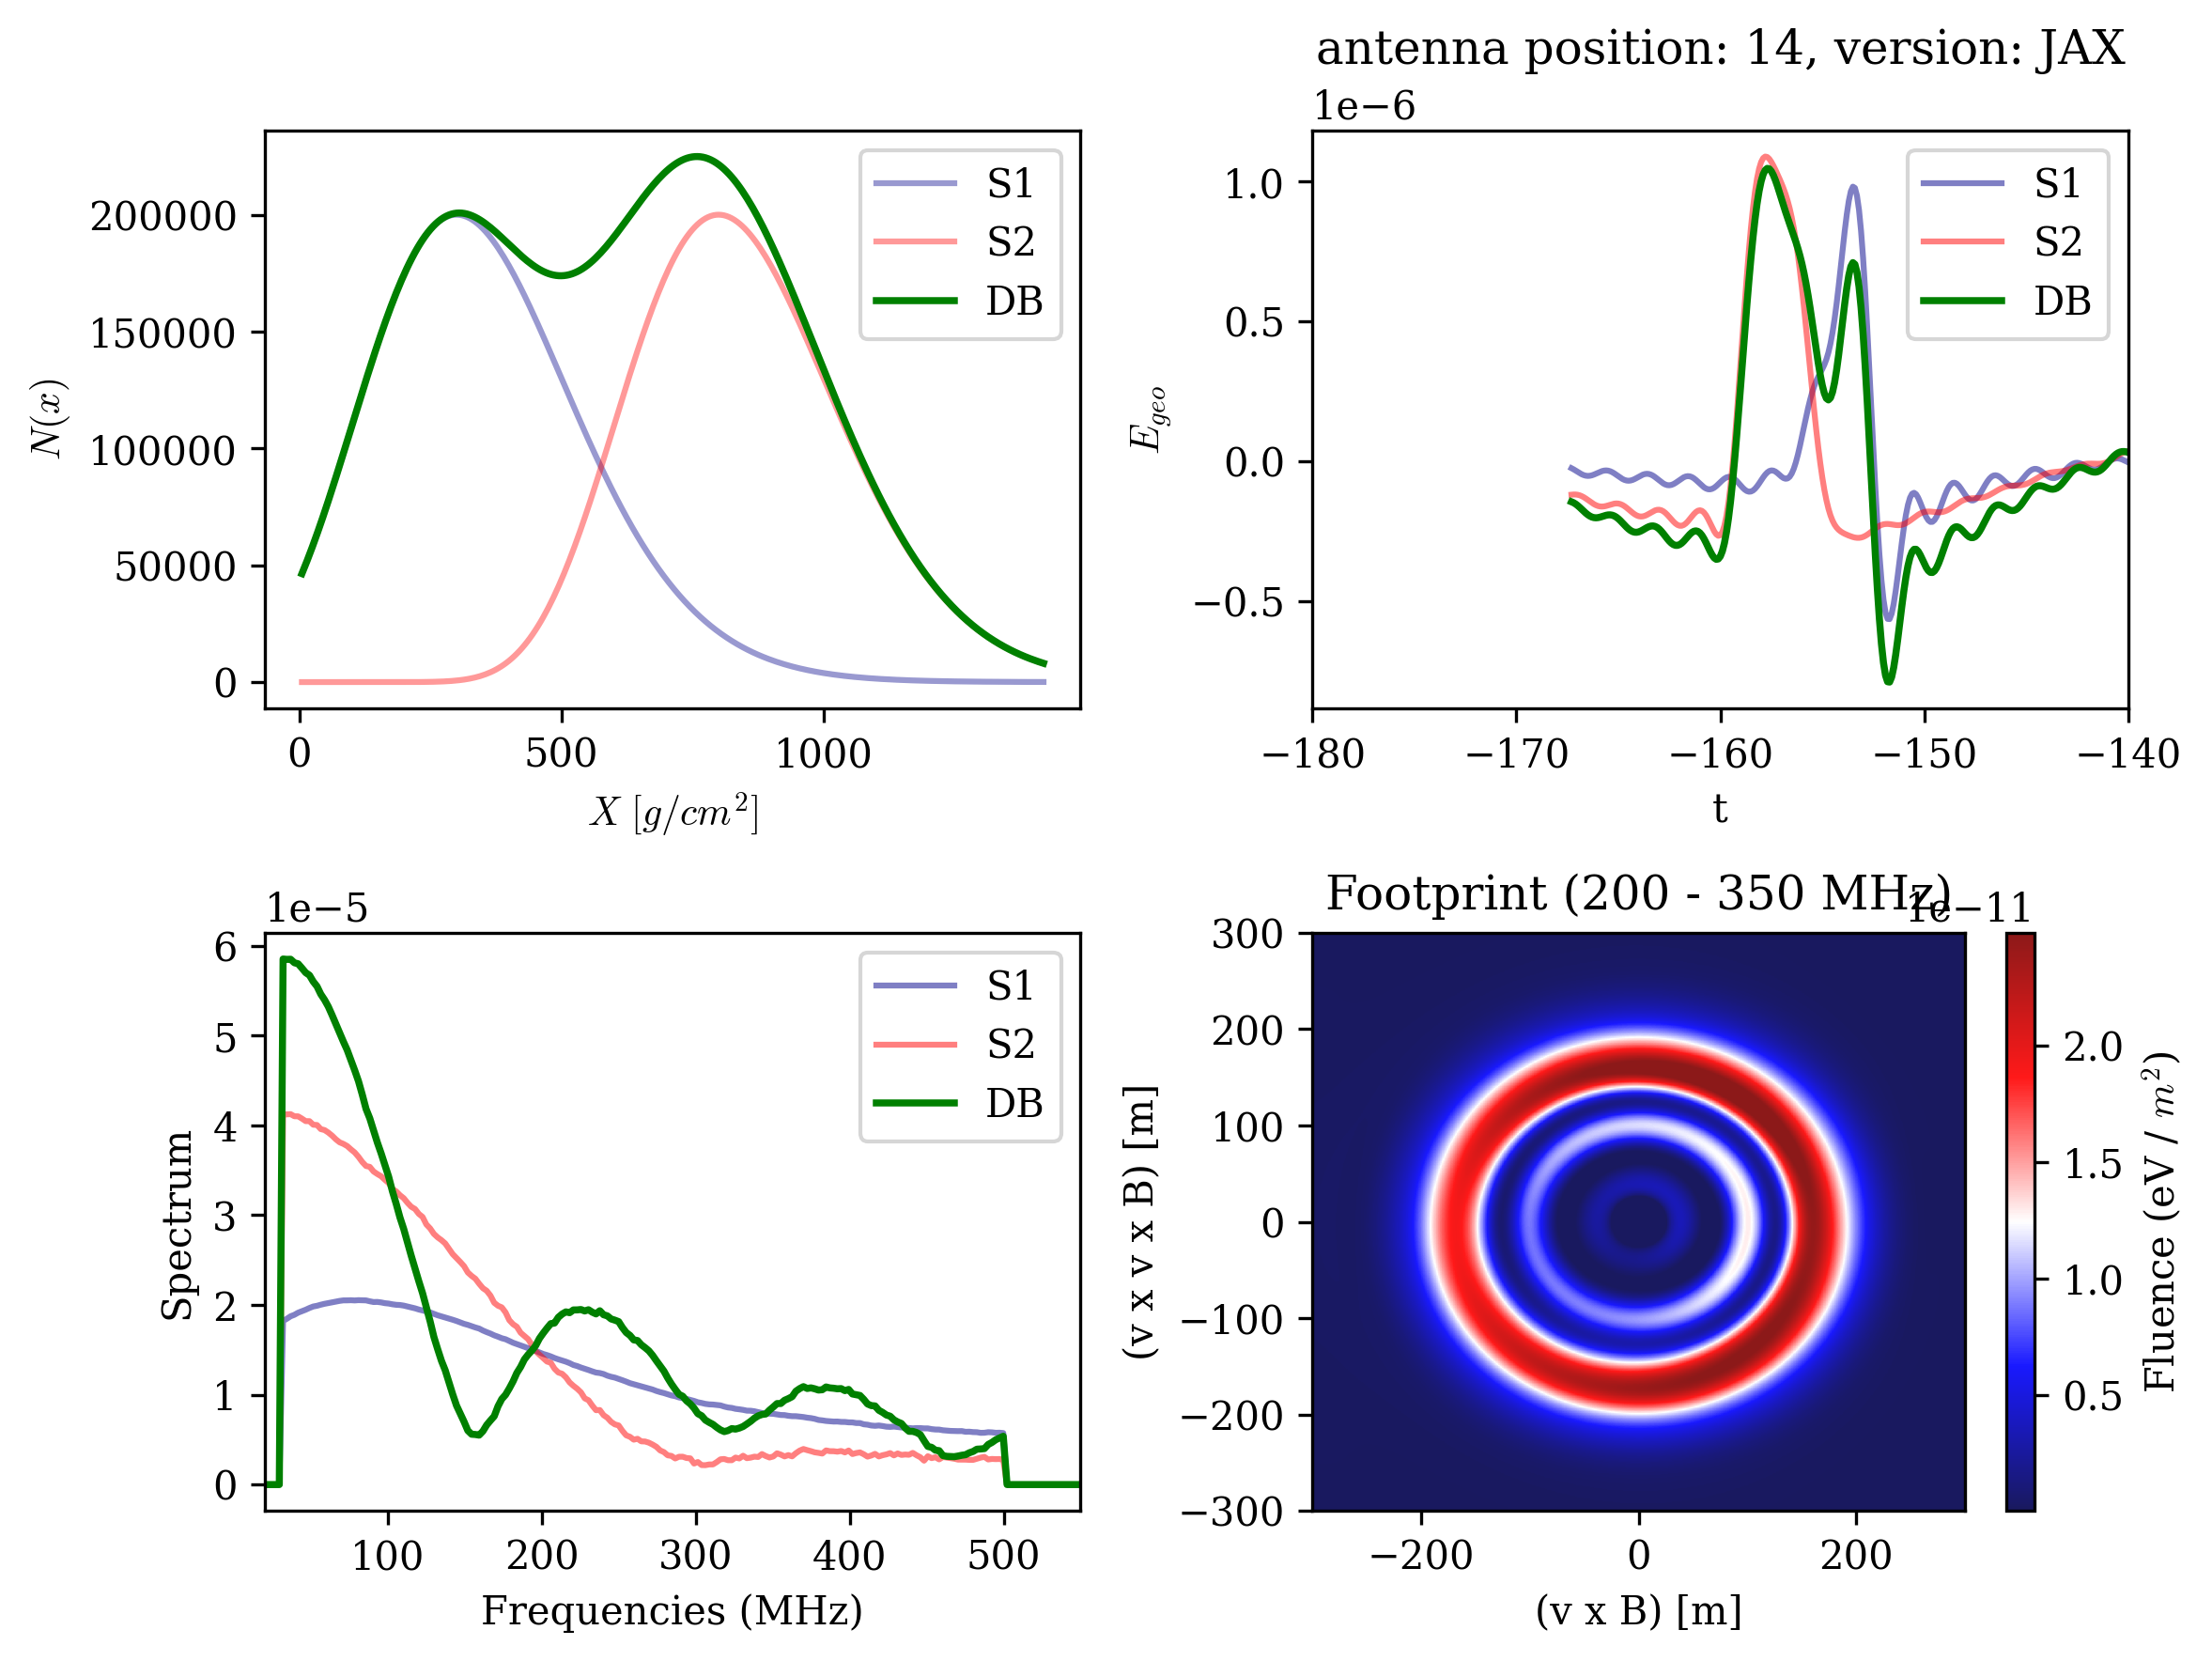 200000
150000
100000
50000
0
N(x)
0
500
1000
X [g/cm²]
S1
S2
DB
antenna position: 14, version: JAX
1e−6
1.0
0.5
0.0
−0.5
E_geo
−180
−170
−160
−150
−140
t
S1
S2
DB
1e−5
6
5
4
3
2
1
0
Spectrum
100
200
300
400
500
Frequencies (MHz)
S1
S2
DB
Footprint (200 - 350 MHz)
1e−11
300
200
100
0
−100
−200
−300
(v x v x B) [m]
−200
0
200
(v x B) [m]
2.0
1.5
1.0
0.5
Fluence (eV / m²)